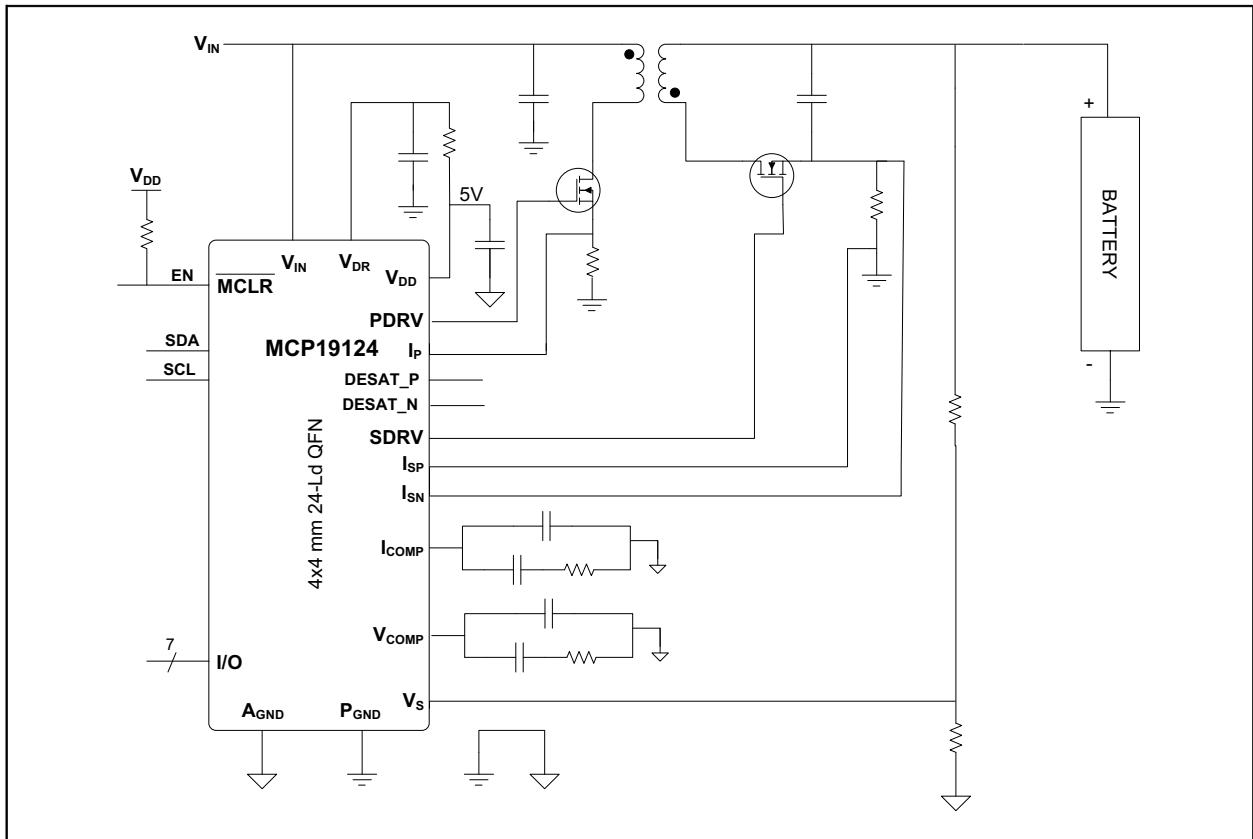 VIN
VDD
5V
VIN
VDR
VDD
EN
MCLR
PDRV
MCP19124
IP
SDA
SCL
DESAT_P
DESAT_N
SDRV
ISP
ISN
4x4 mm 24-Ld QFN
ICOMP
VCOMP
7
I/O
VS
AGND
PGND
+
BATTERY
-